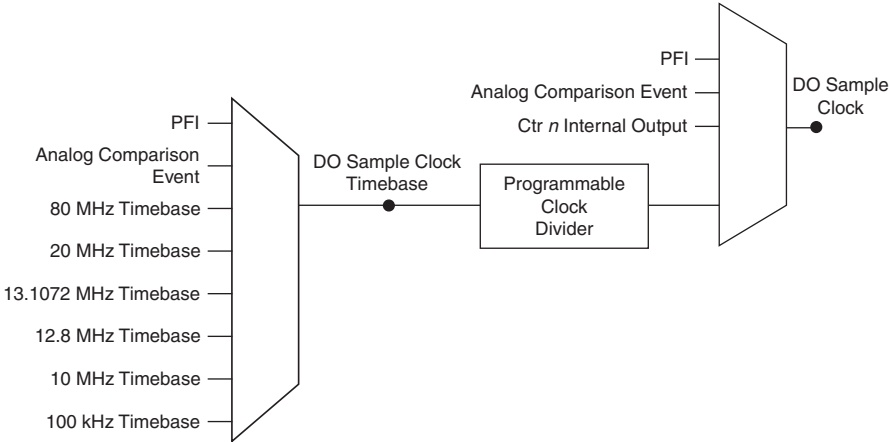 PFI
Analog Comparison
Event
80 MHz Timebase
20 MHz Timebase
13.1072 MHz Timebase
12.8 MHz Timebase
10 MHz Timebase
100 kHz Timebase
DO Sample Clock
Timebase
Programmable
Clock
Divider
PFI
Analog Comparison Event
Ctr n Internal Output
DO Sample
Clock